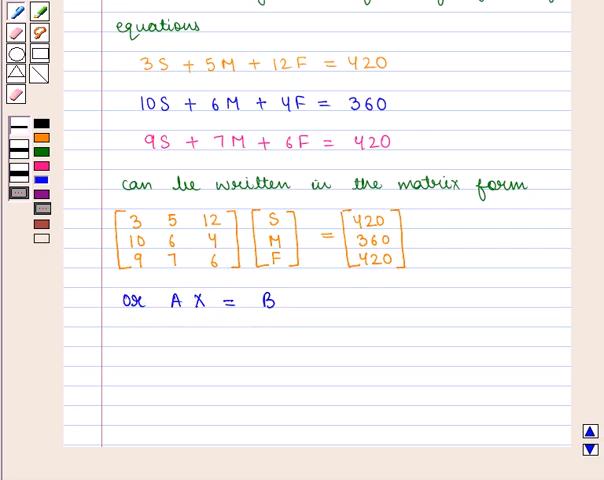 equations
3S + 5M + 12F = 420
10S + 6M + 4F = 360
9S + 7M + 6F = 420
can be written in the matrix form
[3 5 12] [S] [420]
[10 6 4] [M] = [360]
[9 7 6] [F] [420]
or A X = B